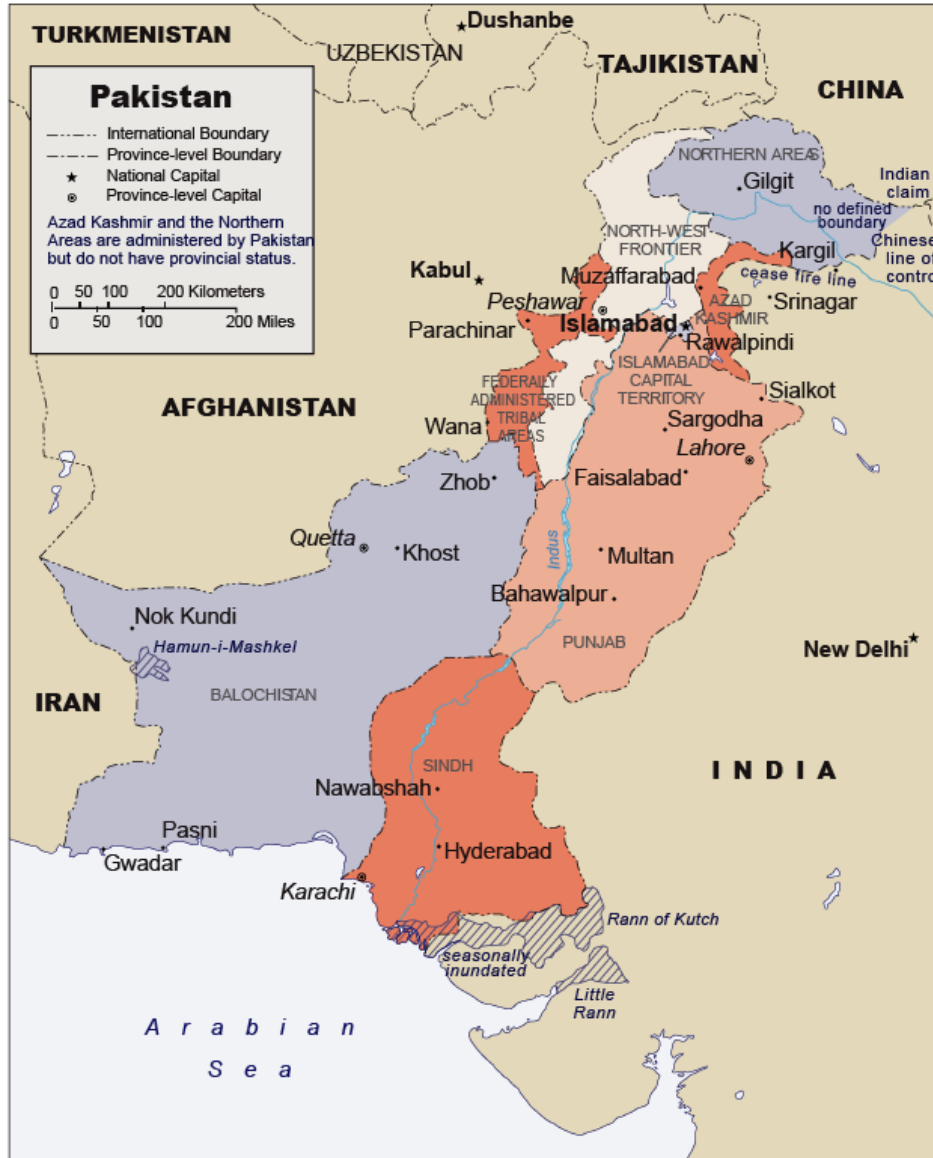 Dushanbe
TURKMENISTAN
UZBEKISTAN
TAJIKISTAN
CHINA
Pakistan
International Boundary
Province-level Boundary
National Capital
Province-level Capital
Azad Kashmir and the Northern
Areas are administered by Pakistan
but do not have provincial status.
0 50 100 200 Kilometers
0 50 100 200 Miles
NORTHERN AREAS
Gilgit
Indian
claim
no defined
boundary
Chinese
line of
contro
NORTH-WEST
FRONTIER
Kargil
cease fire line
Kabul
Muzaffarabad
Peshawar
Srinagar
AZAD
KASHMIR
Parachinar
Islamabad
Rawalpindi
ISLAMABAD
CAPITAL
TERRITORY
Sialkot
FEDERAILY
ADMINISTERED
TRIBAL
AREAS
AFGHANISTAN
Wana
Sargodha
Lahore
Zhob
Faisalabad
Quetta
Khost
Indus
Multan
Bahawalpur
Nok Kundi
Hamun-i-Mashkel
PUNJAB
New Delhi
IRAN
BALOCHISTAN
SINDH
INDIA
Nawabshah
Pasni
Gwadar
Hyderabad
Karachi
Rann of Kutch
seasonally
inundated
Little
Rann
Arabian
Sea